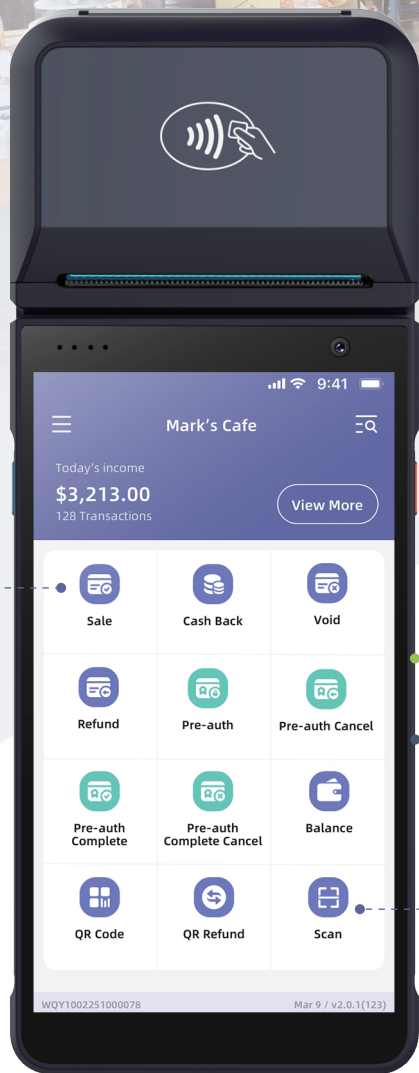 9:41
Mark's Cafe
Today's income
$3,213.00
128 Transactions
View More
Sale
Cash Back
Void
Refund
Pre-auth
Pre-auth Cancel
Pre-auth
Complete
Pre-auth
Complete Cancel
Balance
QR Code
QR Refund
Scan
WQY1002251000078
Mar 9 / v2.0.1(123)